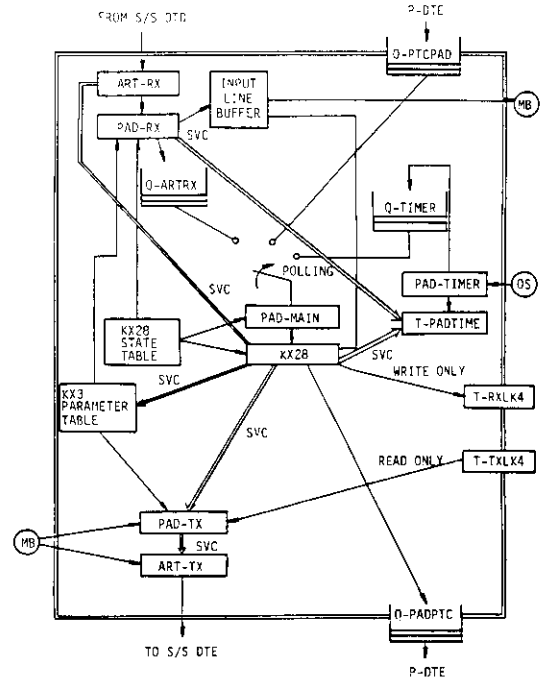 FROM S/S DTD
P-DTE
Q-PTCPAD
ART-RX
INPUT
LINE
BUFFER
MB
PAD-RX
SVC
Q-ARTRX
Q-TIMER
POLLING
SVC
PAD-TIMER
OS
PAD-MAIN
T-PADTIME
KX28
STATE
TABLE
KX28
SVC
SVC
WRITE ONLY
KX3
PARAMETER
TABLE
T-RXLK4
SVC
READ ONLY
T-TXLK4
PAD-TX
MB
SVC
ART-TX
Q-PADPTC
TO S/S DTE
P-DTE